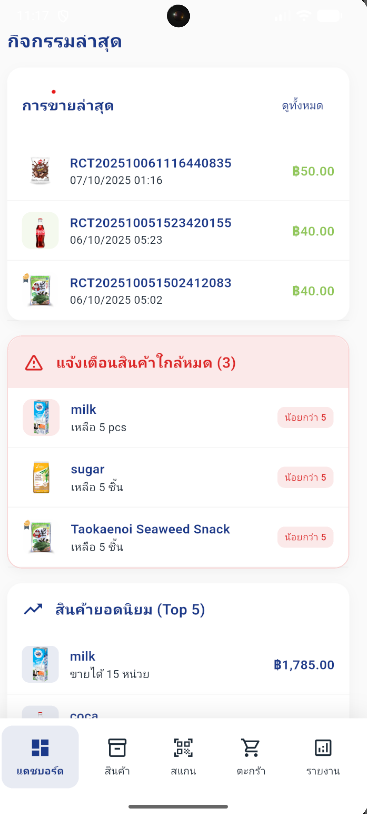 กิจกรรมล่าสุด
การขายล่าสุด
ดูทั้งหมด
RCT202510061116440835
07/10/2025 01:16
฿50.00
RCT202510051523420155
06/10/2025 05:23
฿40.00
RCT202510051502412083
06/10/2025 05:02
฿40.00
แจ้งเตือนสินค้าใกล้หมด (3)
milk
เหลือ 5 pcs
น้อยกว่า 5
sugar
เหลือ 5 ชิ้น
น้อยกว่า 5
Taokaenoi Seaweed Snack
เหลือ 5 ชิ้น
น้อยกว่า 5
สินค้ายอดนิยม (Top 5)
milk
ขายได้ 15 หน่วย
฿1,785.00
coca
แดชบอร์ด
สินค้า
สแกน
ตะกร้า
รายงาน